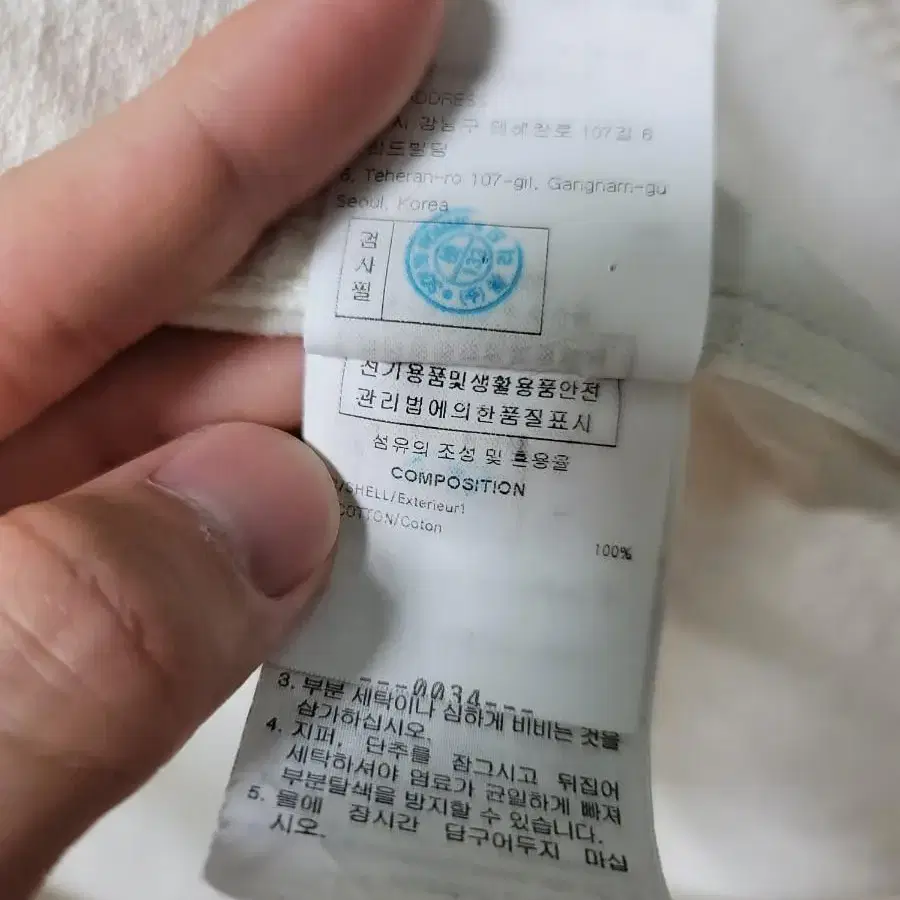 ADDRESS
시 강남구 테헤란로 107길 6
6, Teheran-ro 107-gil, Gangnam-gu
Seoul, Korea
검
사
필
전기용품및생활용품안전
관리법에의한품질표시
섬유의 조성 및 혼용율
COMPOSITION
/SHELL/Exterieur1
COTTON/Coton
100%
---0034---
3. 부분 세탁이나 심하게 비비는 것을
삼가하십시오.
4. 지퍼, 단추를 잠그시고 뒤집어
세탁하셔야 염료가 균일하게 빠져
부분탈색을 방지할 수 있습니다.
5. 물에 장시간 담구어두지 마십
시오.